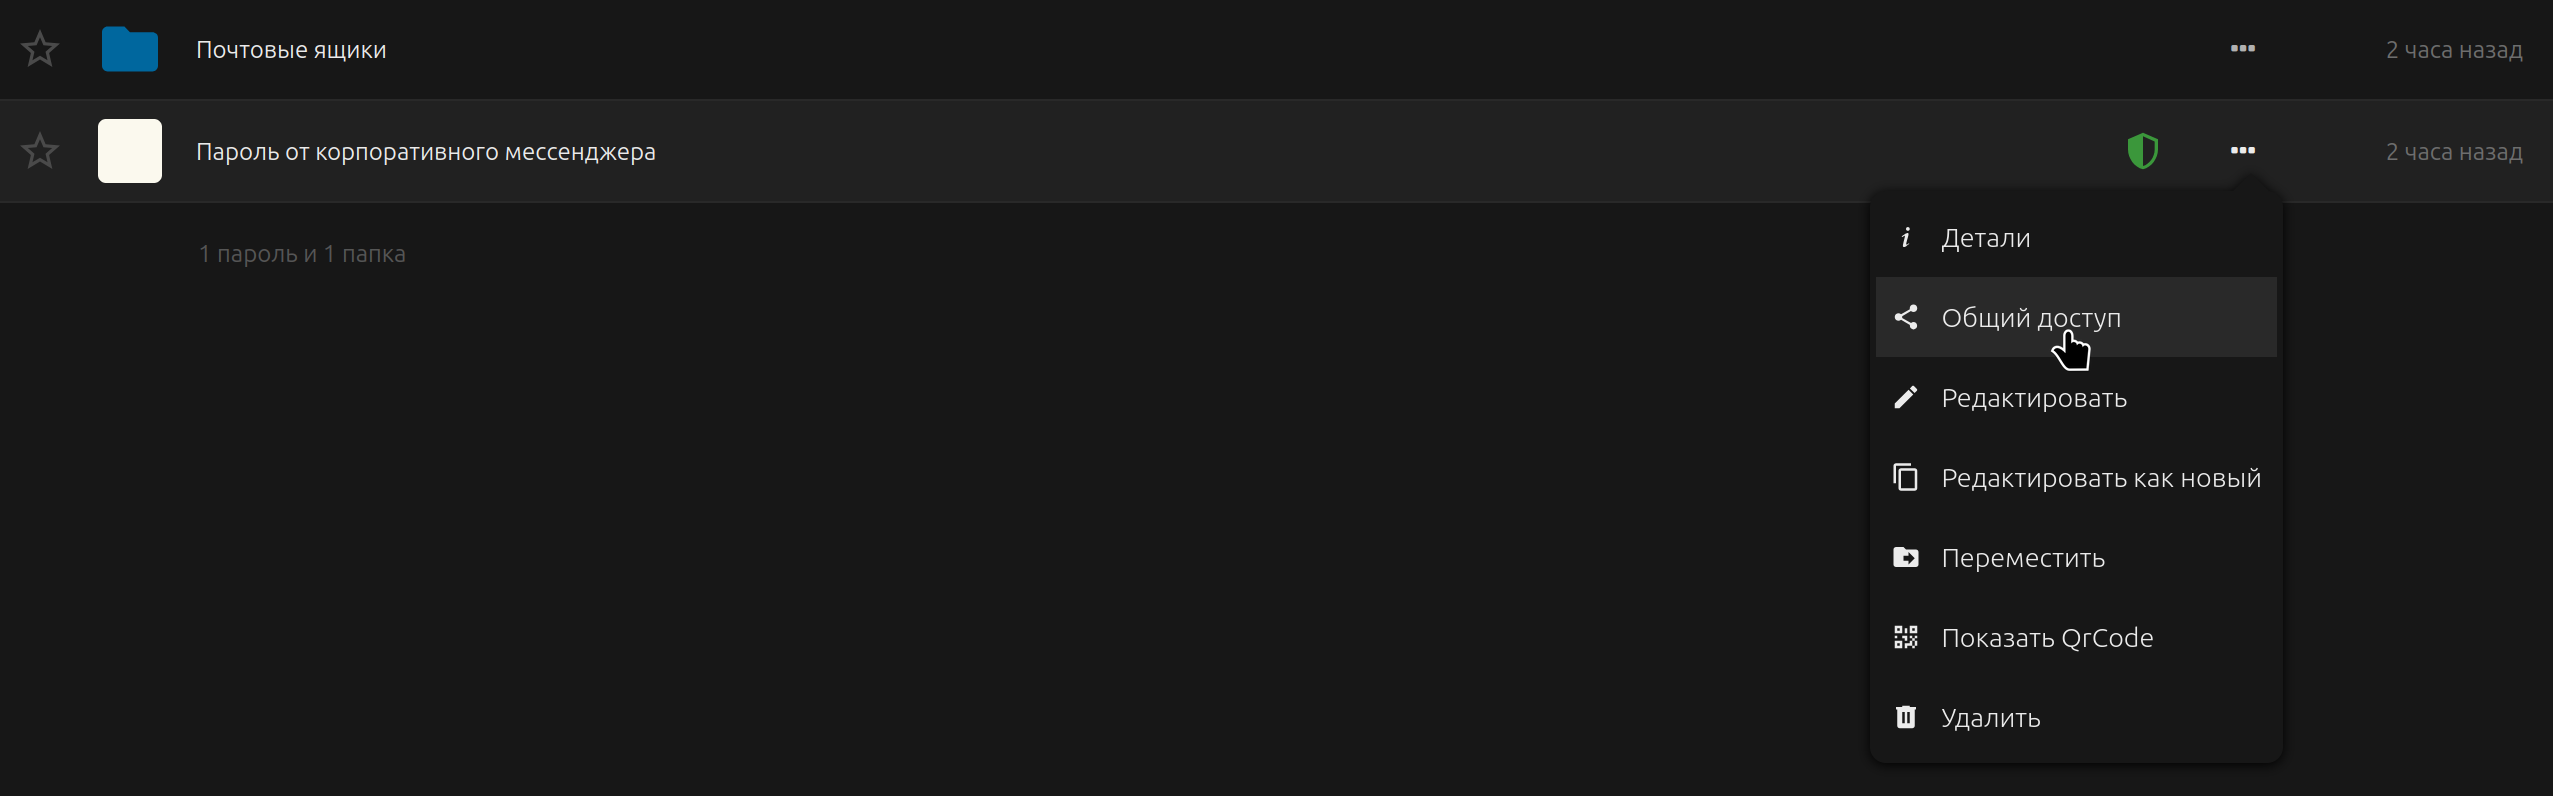 Почтовые ящики
2 часа назад
Пароль от корпоративного мессенджера
2 часа назад
1 пароль и 1 папка
Детали
Общий доступ
Редактировать
Редактировать как новый
Переместить
Показать QrCode
Удалить